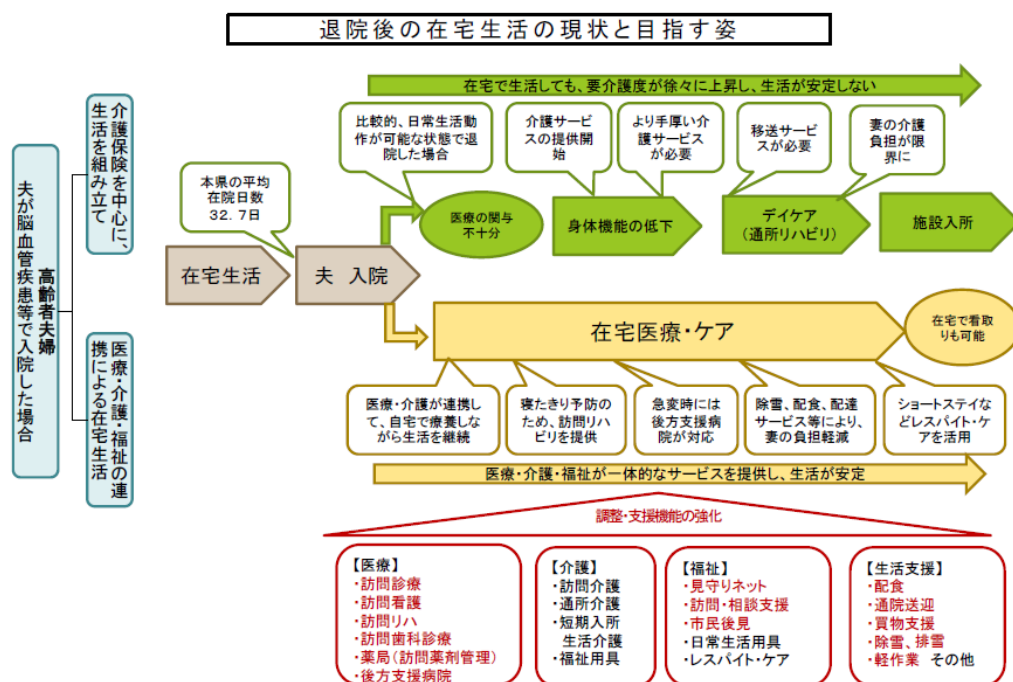 退院後の在宅生活の現状と目指す姿
在宅で生活しても、要介護度が徐々に上昇し、生活が安定しない
介護保険を中心に、
生活を組み立て
高齢者夫婦
夫が脳血管疾患等で入院した場合
医療・介護・福祉の連
携による在宅生活
本県の平均
在院日数
32.7日
比較的、日常生活動
作が可能な状態で退
院した場合
介護サービ
スの提供開
始
より手厚い介
護サービス
が必要
移送サービ
スが必要
妻の介護
負担が限
界に
在宅生活
夫 入院
医療の関与
不十分
身体機能の低下
デイケア
(通所リハビリ)
施設入所
在宅医療・ケア
在宅で看取
りも可能
医療・介護が連携し
て、自宅で療養しな
がら生活を継続
寝たきり予防の
ため、訪問リハ
ビリを提供
急変時には
後方支援病
院が対応
除雪、配食、配達
サービス等により、
妻の負担軽減
ショートステイな
どレスパイト・ケ
アを活用
医療・介護・福祉が一体的なサービスを提供し、生活が安定
調整・支援機能の強化
【医療】
・訪問診療
・訪問看護
・訪問リハ
・訪問歯科診療
・薬局(訪問薬剤管理)
・後方支援病院
【介護】
・訪問介護
・通所介護
・短期入所
生活介護
・福祉用具
【福祉】
・見守りネット
・訪問・相談支援
・市民後見
・日常生活用具
・レスパイト・ケア
【生活支援】
・配食
・通院送迎
・買物支援
・除雪、排雪
・軽作業 その他